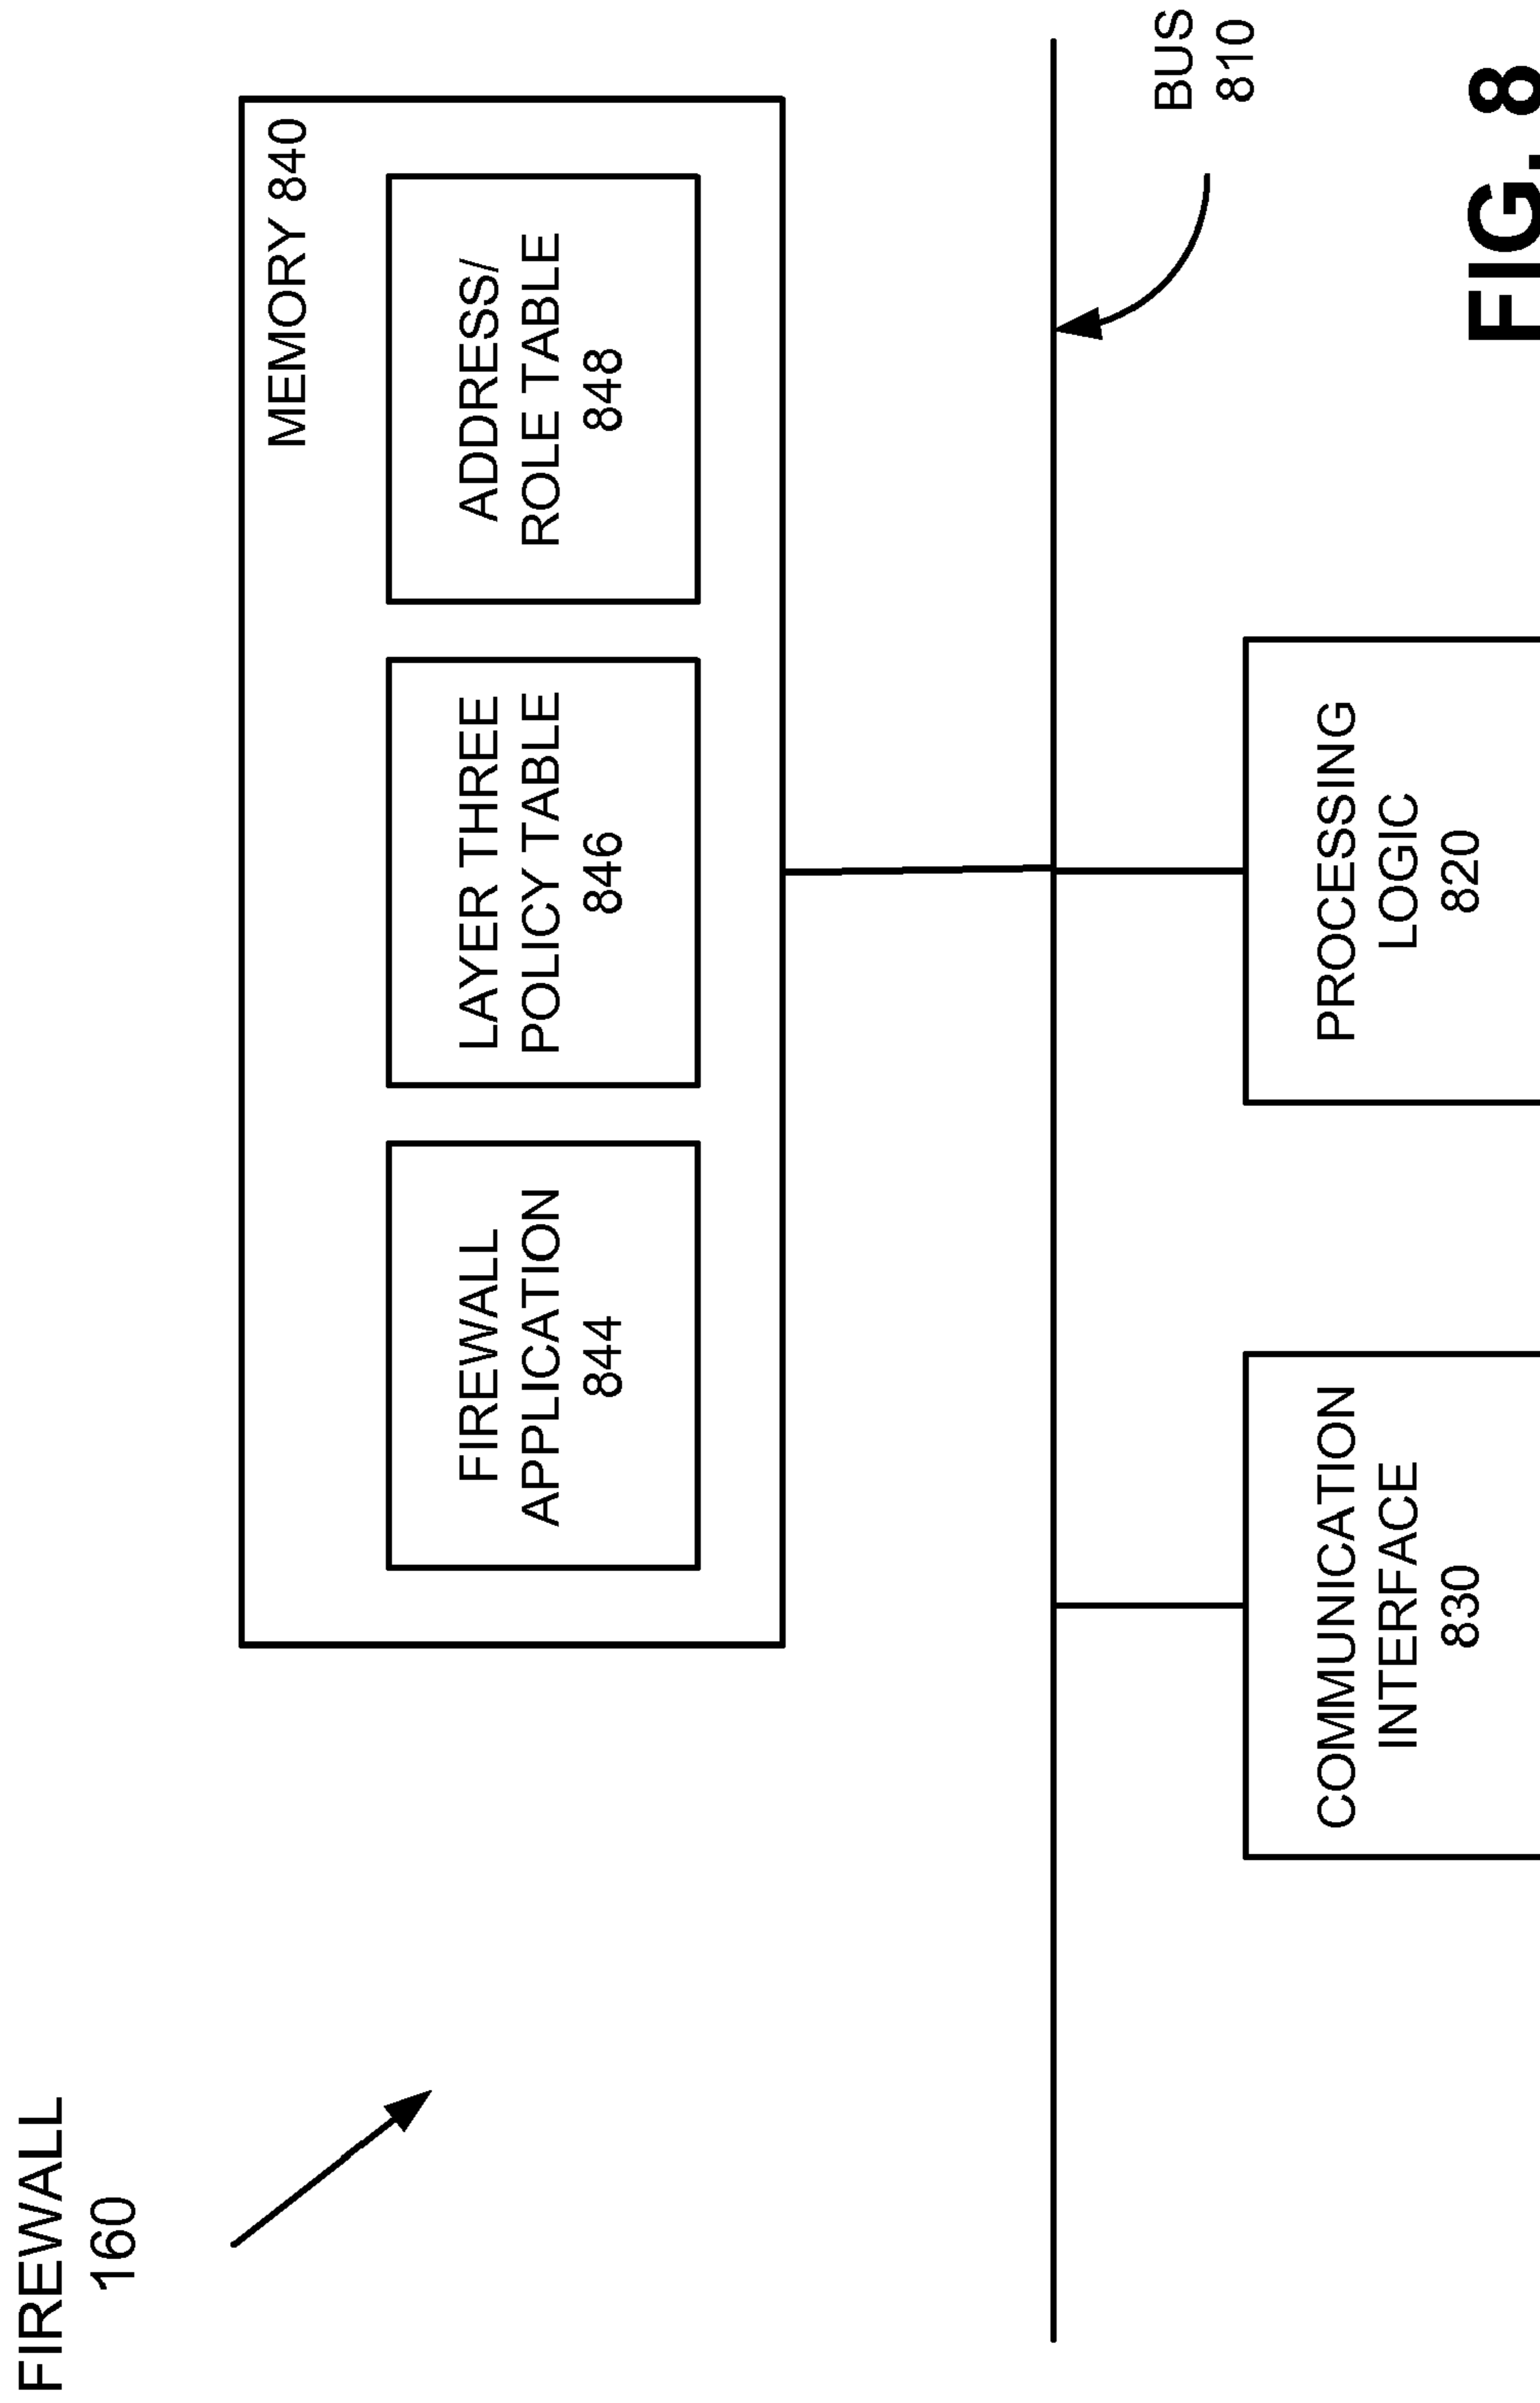 FIREWALL
160
MEMORY 840
FIREWALL
APPLICATION
844
LAYER THREE
POLICY TABLE
846
ADDRESS/
ROLE TABLE
848
BUS
810
COMMUNICATION
INTERFACE
830
PROCESSING
LOGIC
820
FIG. 8